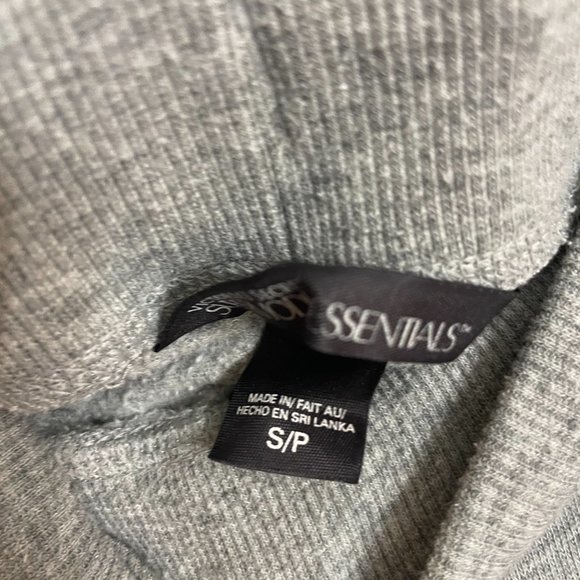 SSENTIALS™
MADE IN/ FAIT AU/
HECHO EN SRI LANKA
S/P